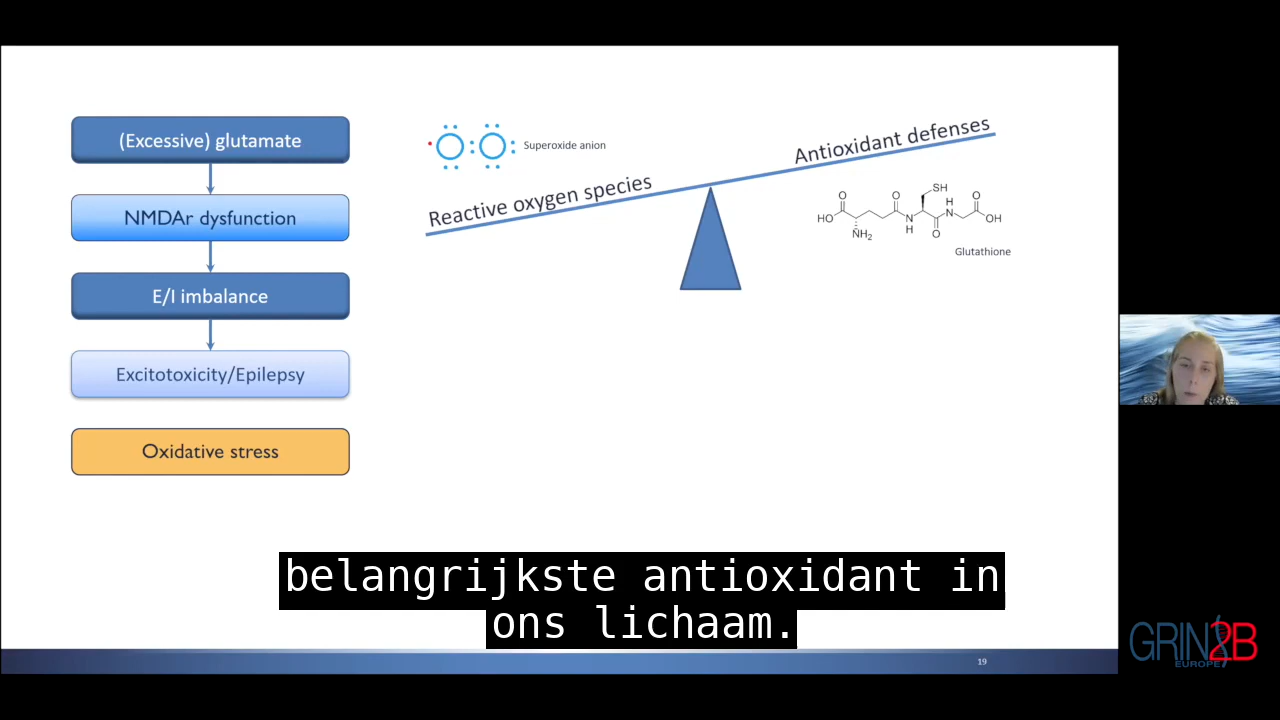 (Excessive) glutamate
NMDAr dysfunction
E/I imbalance
Excitotoxicity/Epilepsy
Oxidative stress
Superoxide anion
Reactive oxygen species
Antioxidant defenses
SH
O
O
H
O
HO
N
N
OH
NH2
H
O
Glutathione
belangrijkste antioxidant in
ons lichaam.
19
GRIN2B
EUROPE